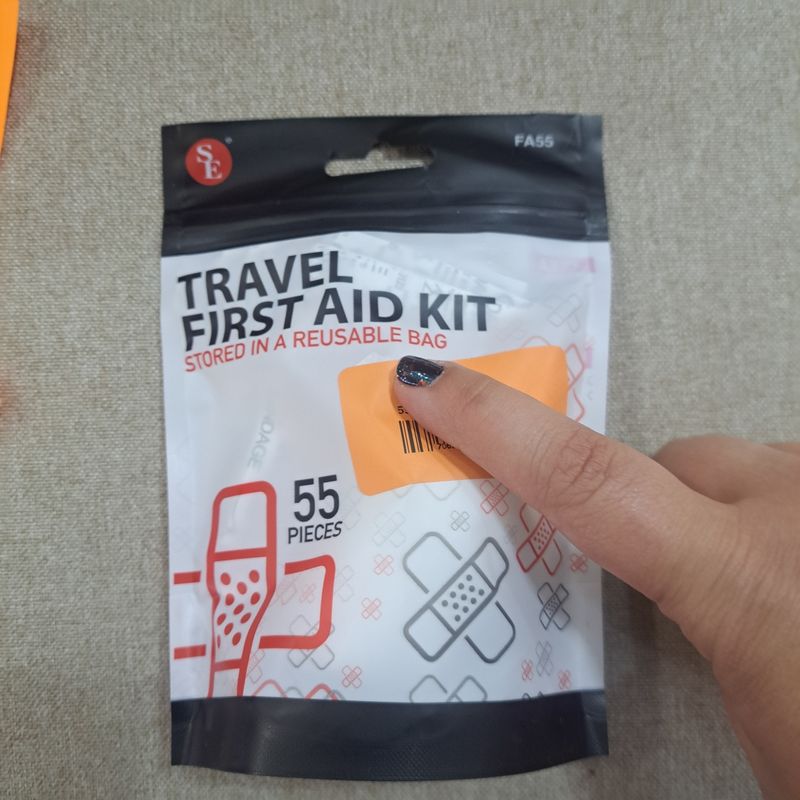 SE
FA55
TRAVEL
FIRST AID KIT
STORED IN A REUSABLE BAG
55
PIECES